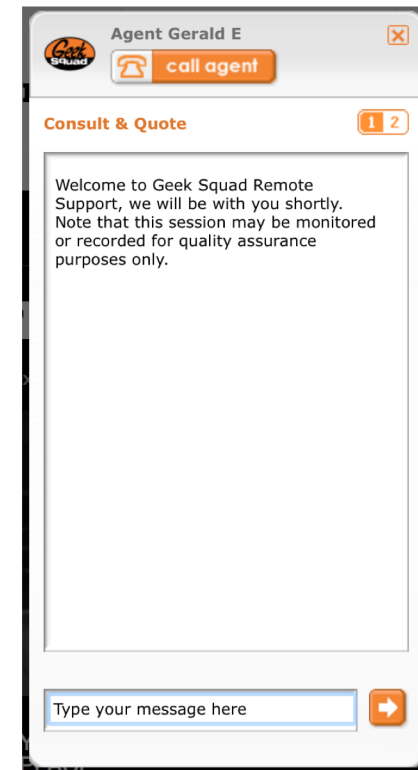 Agent Gerald E
Geek
Squad
call agent
Consult & Quote
1 2
Welcome to Geek Squad Remote
Support, we will be with you shortly.
Note that this session may be monitored
or recorded for quality assurance
purposes only.
Type your message here